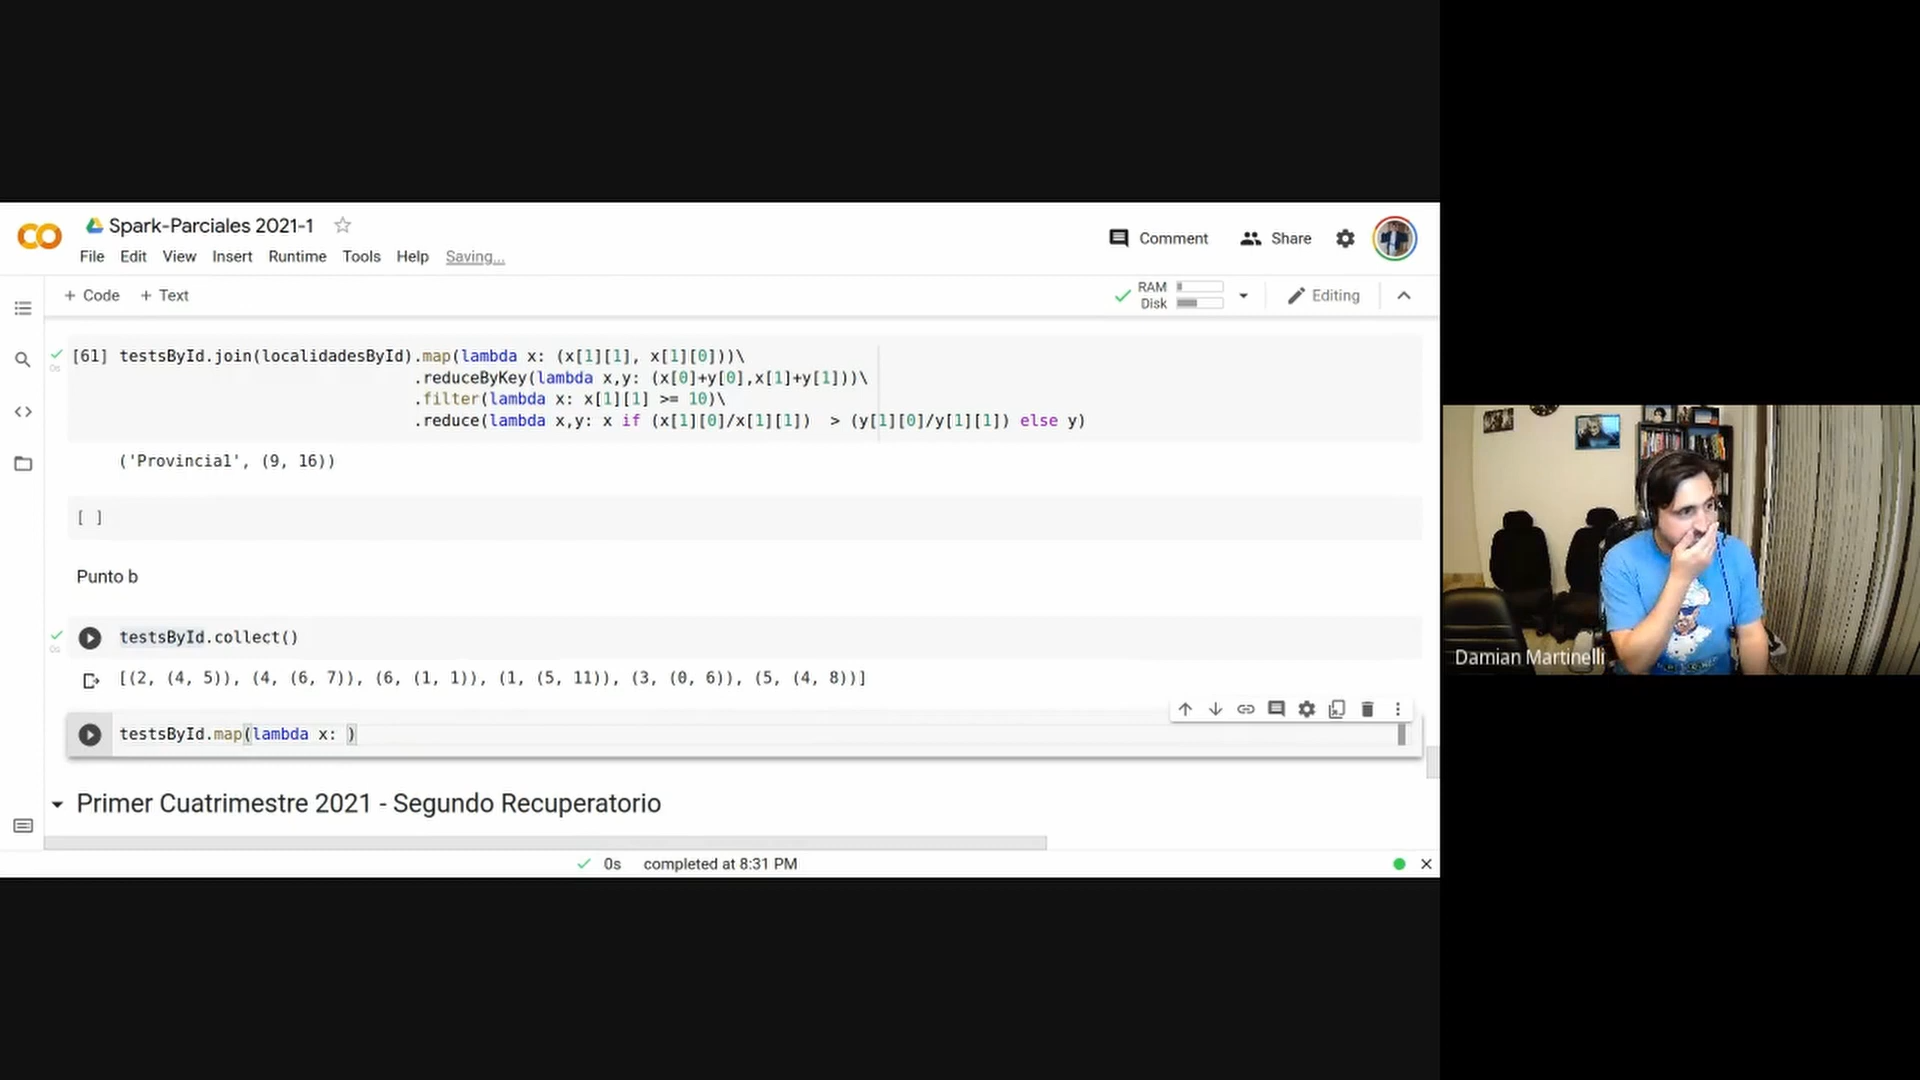 Spark-Parciales 2021-1
Comment
Share
File Edit View Insert Runtime Tools Help Saving...
+ Code + Text
RAM
Disk
Editing
[61] testsById.join(localidadesById).map(lambda x: (x[1][1], x[1][0]))\
0s
.reduceByKey(lambda x,y: (x[0]+y[0],x[1]+y[1]))\
.filter(lambda x: x[1][1] >= 10)\
.reduce(lambda x,y: x if (x[1][0]/x[1][1]) > (y[1][0]/y[1][1]) else y)
('Provincia1', (9, 16))
[ ]
Punto b
testsById.collect()
0s
[(2, (4, 5)), (4, (6, 7)), (6, (1, 1)), (1, (5, 11)), (3, (0, 6)), (5, (4, 8))]
testsById.map(lambda x: )
Primer Cuatrimestre 2021 - Segundo Recuperatorio
0s completed at 8:31 PM
Damian Martinelli